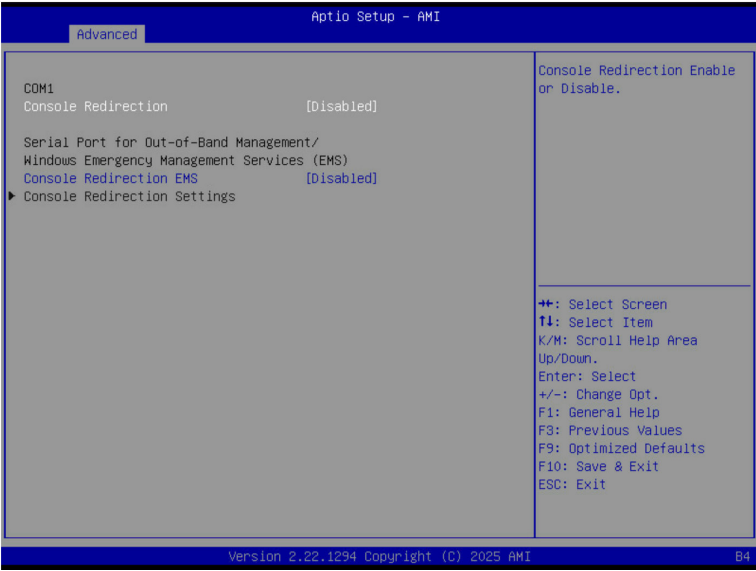 Aptio Setup – AMI
Advanced
COM1
Console Redirection [Disabled]
Serial Port for Out-of-Band Management/
Windows Emergency Management Services (EMS)
Console Redirection EMS [Disabled]
Console Redirection Settings
Console Redirection Enable
or Disable.
→←: Select Screen
↑↓: Select Item
K/M: Scroll Help Area
Up/Down.
Enter: Select
+/-: Change Opt.
F1: General Help
F3: Previous Values
F9: Optimized Defaults
F10: Save & Exit
ESC: Exit
Version 2.22.1294 Copyright (C) 2025 AMI
B4